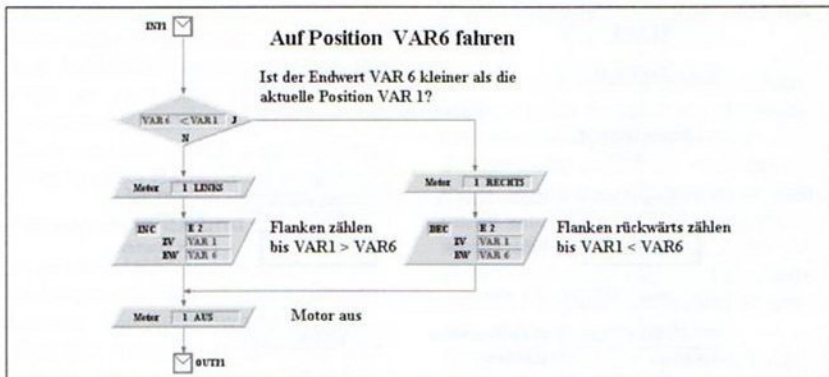 INT1
Auf Position VAR6 fahren
Ist der Endwert VAR 6 kleiner als die
aktuelle Position VAR 1?
VAR 6 < VAR 1 J
N
Motor 1 LINKS
Motor 1 RECHTS
INC E 2
IV VAR 1
EW VAR 6
Flanken zählen
bis VAR1 > VAR6
DEC E 2
IV VAR 1
EW VAR 6
Flanken rückwärts zählen
bis VAR1 < VAR6
Motor 1 AUS
Motor aus
OUT1